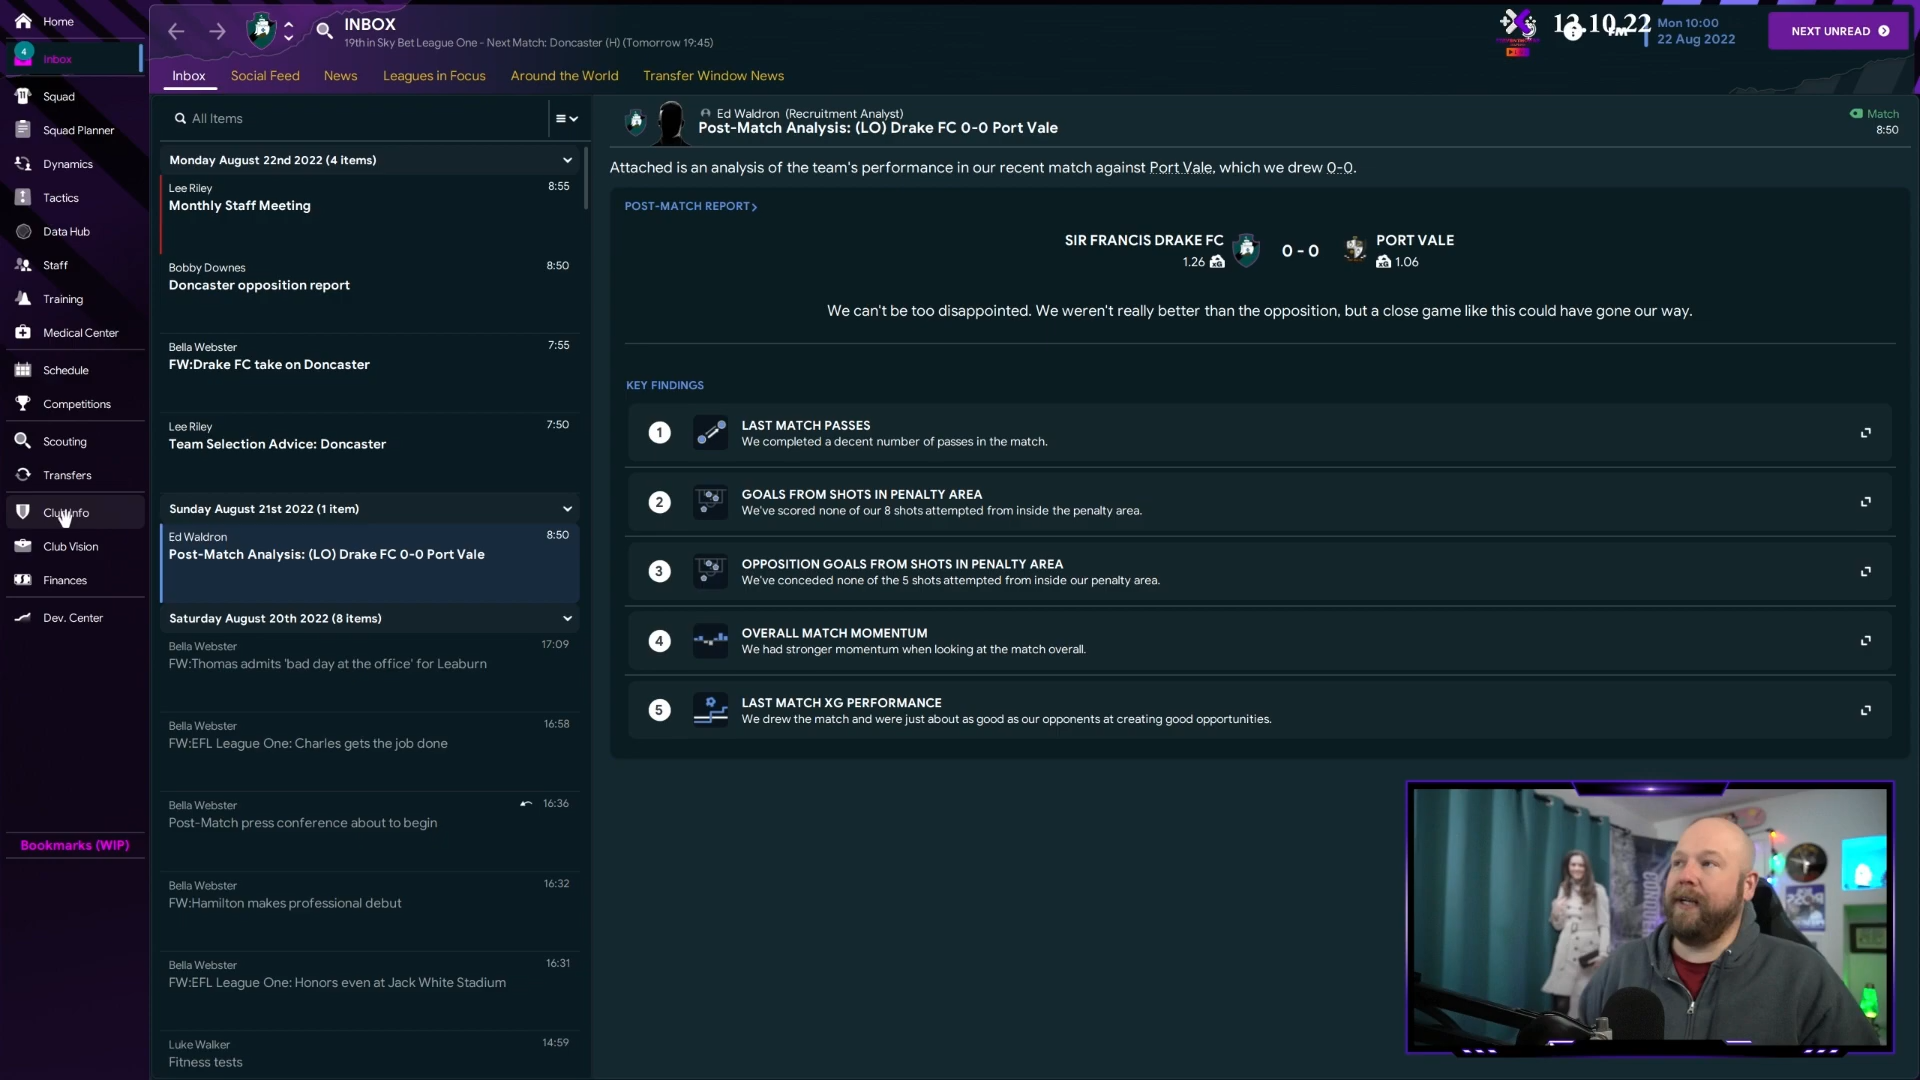 Home
4
Inbox
Squad
Squad Planner
Dynamics
Tactics
Data Hub
Staff
Training
Medical Center
Schedule
Competitions
Scouting
Transfers
Club Info
Club Vision
Finances
Dev. Center
Bookmarks (WIP)
INBOX
19th in Sky Bet League One - Next Match: Doncaster (H) (Tomorrow 19:45)
Inbox
Social Feed
News
Leagues in Focus
Around the World
Transfer Window News
13.10.22
FM
Mon 10:00
22 Aug 2022
NEXT UNREAD
All Items
Monday August 22nd 2022 (4 items)
Lee Riley
8:55
Monthly Staff Meeting
Bobby Downes
8:50
Doncaster opposition report
Bella Webster
7:55
FW:Drake FC take on Doncaster
Lee Riley
7:50
Team Selection Advice: Doncaster
Sunday August 21st 2022 (1 item)
Ed Waldron
8:50
Post-Match Analysis: (LO) Drake FC 0-0 Port Vale
Saturday August 20th 2022 (8 items)
Bella Webster
17:09
FW:Thomas admits 'bad day at the office' for Leaburn
Bella Webster
16:58
FW:EFL League One: Charles gets the job done
Bella Webster
16:36
Post-Match press conference about to begin
Bella Webster
16:32
FW:Hamilton makes professional debut
Bella Webster
16:31
FW:EFL League One: Honors even at Jack White Stadium
Luke Walker
14:59
Fitness tests
Ed Waldron (Recruitment Analyst)
Post-Match Analysis: (LO) Drake FC 0-0 Port Vale
Match
8:50
Attached is an analysis of the team's performance in our recent match against Port Vale, which we drew 0-0.
POST-MATCH REPORT
SIR FRANCIS DRAKE FC
1.26 xG
0 - 0
PORT VALE
xG 1.06
We can't be too disappointed. We weren't really better than the opposition, but a close game like this could have gone our way.
KEY FINDINGS
1
LAST MATCH PASSES
We completed a decent number of passes in the match.
2
GOALS FROM SHOTS IN PENALTY AREA
We've scored none of our 8 shots attempted from inside the penalty area.
3
OPPOSITION GOALS FROM SHOTS IN PENALTY AREA
We've conceded none of the 5 shots attempted from inside our penalty area.
4
OVERALL MATCH MOMENTUM
We had stronger momentum when looking at the match overall.
5
LAST MATCH XG PERFORMANCE
We drew the match and were just about as good as our opponents at creating good opportunities.